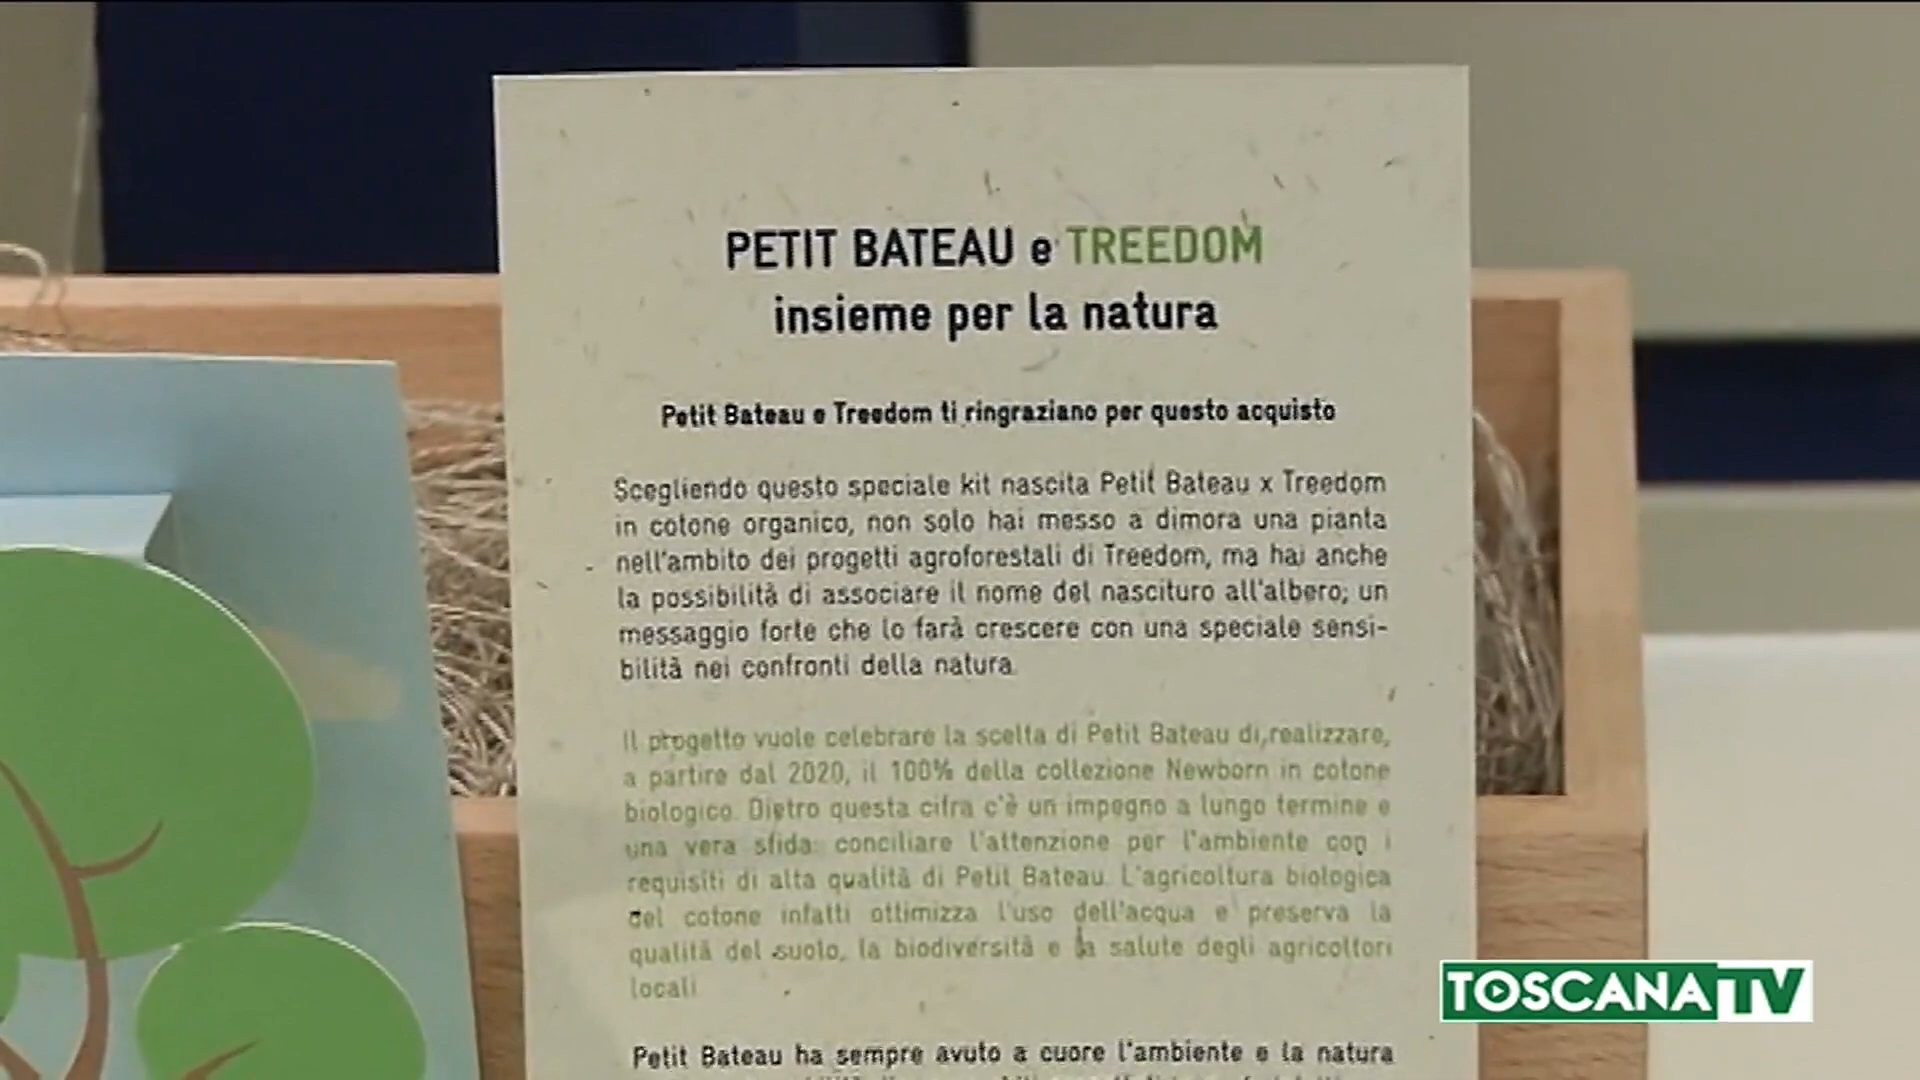 PETIT BATEAU e TREEDOM
insieme per la natura
Petit Bateau e Treedom ti ringraziano per questo acquisto
Scegliendo questo speciale kit nascita Petit Bateau x Treedom
in cotone organico, non solo hai messo a dimora una pianta
nell'ambito dei progetti agroforestali di Treedom, ma hai anche
la possibilità di associare il nome del nascituro all'albero; un
messaggio forte che lo farà crescere con una speciale sensi-
bilità nei confronti della natura.
Il progetto vuole celebrare la scelta di Petit Bateau di realizzare,
a partire dal 2020, il 100% della collezione Newborn in cotone
biologico. Dietro questa cifra c'è un impegno a lungo termine e
una vera sfida: conciliare l'attenzione per l'ambiente con i
requisiti di alta qualità di Petit Bateau. L'agricoltura biologica
del cotone infatti ottimizza l'uso dell'acqua e preserva la
qualità del suolo, la biodiversità e la salute degli agricoltori
locali.
Petit Bateau ha sempre avuto a cuore l'ambiente e la natura
TOSCANA TV